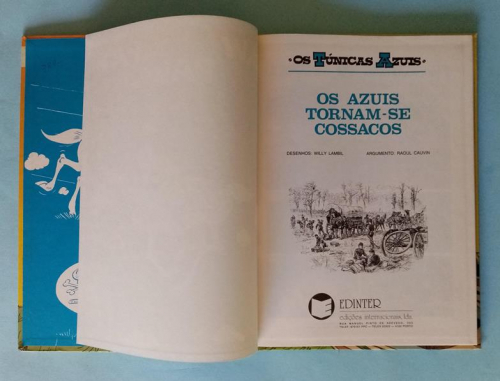 OS TÚNICAS AZUIS
OS AZUIS
TORNAM-SE
COSSACOS
DESENHOS: WILLY LAMBIL ARGUMENTO: RAOUL CAUVIN
EDINTER
edições internacionais, lda.